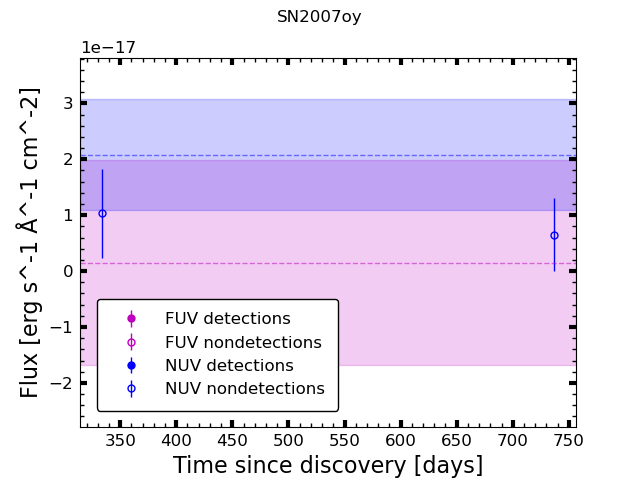 SN2007oy
1e−17
3
2
1
0
−1
−2
Flux [erg s^-1 Å^-1 cm^-2]
FUV detections
FUV nondetections
NUV detections
NUV nondetections
350 400 450 500 550 600 650 700 750
Time since discovery [days]